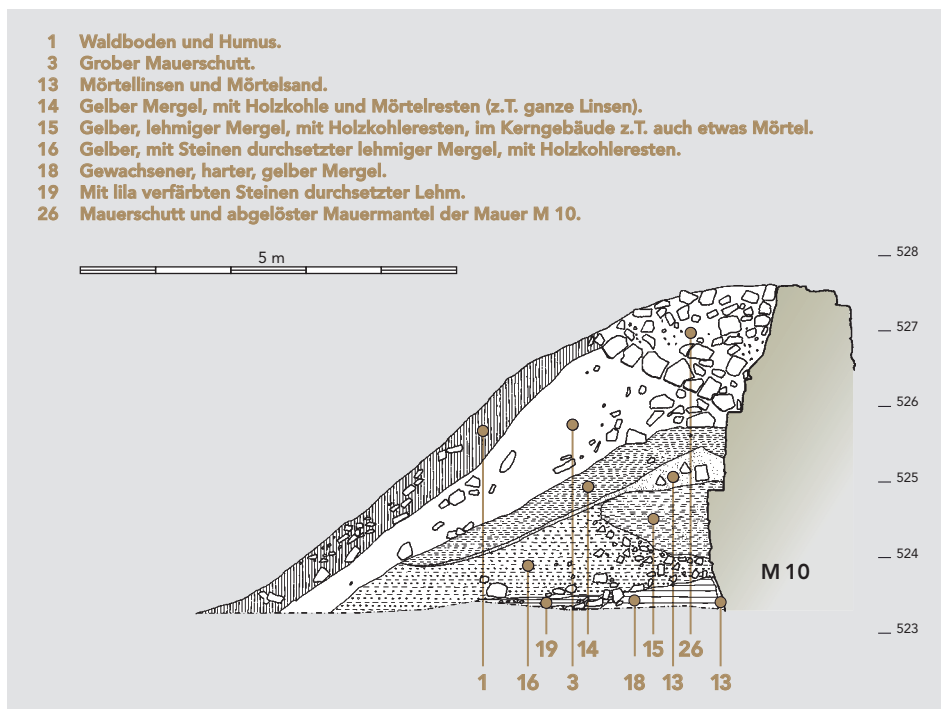 1 Waldboden und Humus.
3 Grober Mauerschutt.
13 Mörtellinsen und Mörtelsand.
14 Gelber Mergel, mit Holzkohle und Mörtelresten (z.T. ganze Linsen).
15 Gelber, lehmiger Mergel, mit Holzkohleresten, im Kerngebäude z.T. auch etwas Mörtel.
16 Gelber, mit Steinen durchsetzter lehmiger Mergel, mit Holzkohleresten.
18 Gewachsener, harter, gelber Mergel.
19 Mit lila verfärbten Steinen durchsetzter Lehm.
26 Mauerschutt und abgelöster Mauermantel der Mauer M 10.
5 m
528
527
526
525
524
M 10
523
19 14 15 26
1 16 3 18 13 13